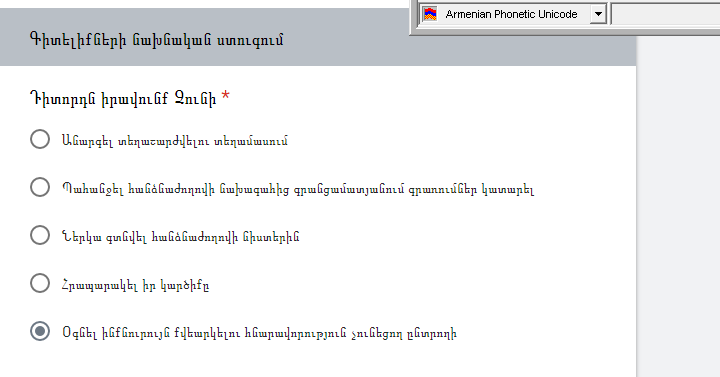 Armenian Phonetic Unicode
Գիտելիքների նախնական ստուգում
Դիտորդն իրավունք Չունի *
Անարգել տեղաշարժվելու տեղամասում
Պահանջել հանձնաժողովի նախագահից գրանցամատյանում գրառումներ կատարել
Ներկա գտնվել հանձնաժողովի նիստերին
Հրապարակել իր կարծիքը
Օգնել ինքնուրույն քվեարկելու հնարավորություն չունեցող ընտրողի